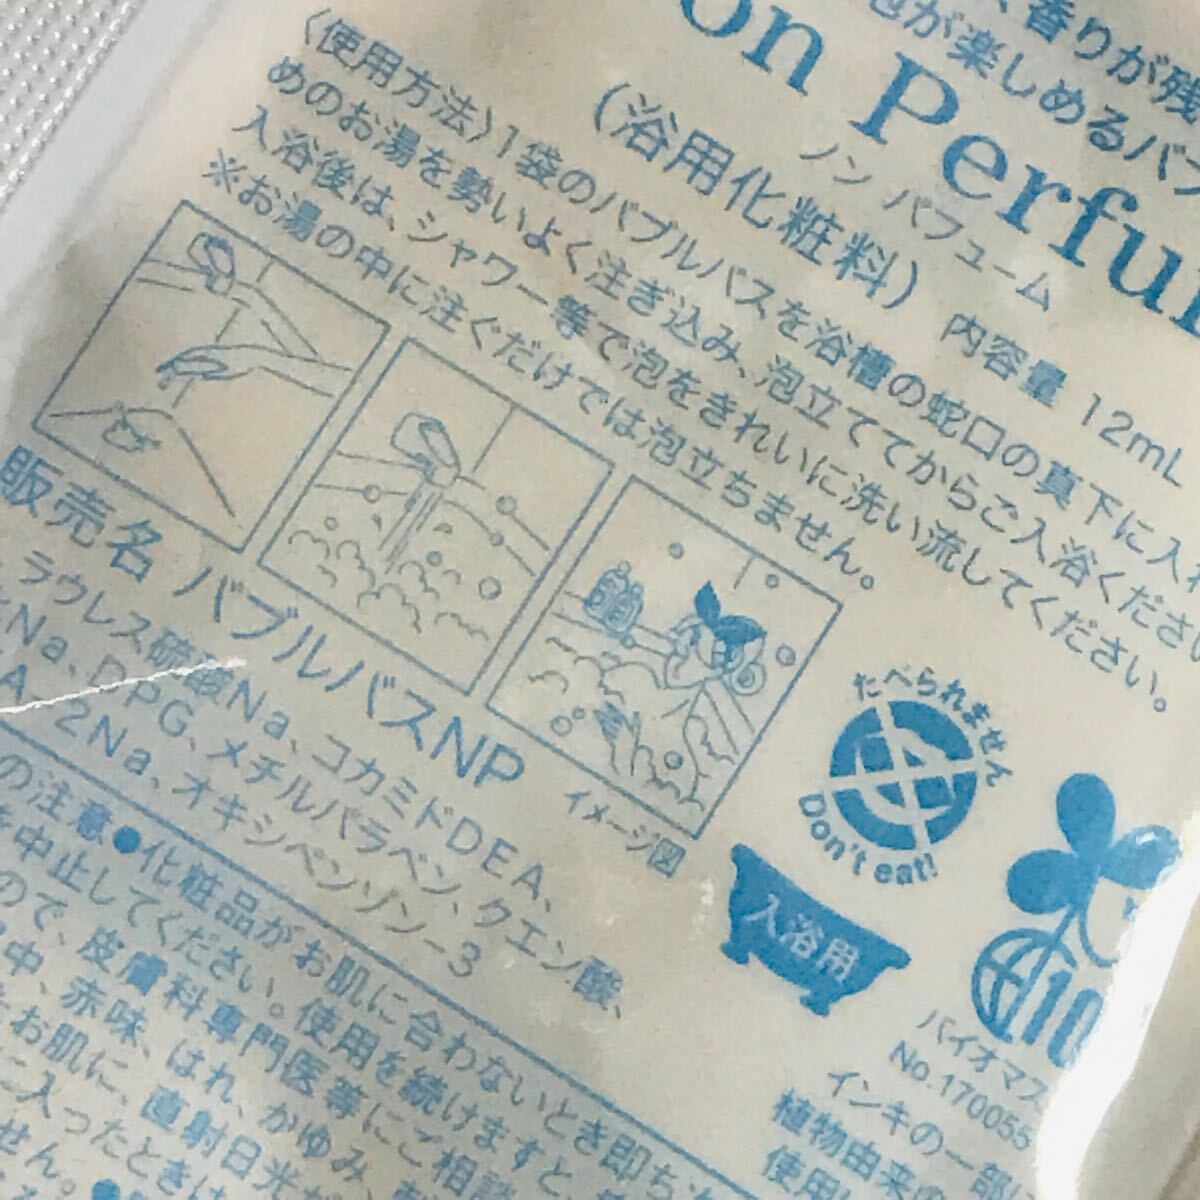 、香りが残
泡が楽しめるバブ
on Perfu
ノン パフューム
(浴用化粧料) 内容量 12mL
〈使用方法〉1袋のバブルバスを浴槽の蛇口の真下に入れ
めのお湯を勢いよく注ぎ込み、泡立ててからご入浴ください
入浴後は、シャワー等で泡をきれいに洗い流してください。
※お湯の中に注ぐだけでは泡立ちません。
イメージ図
販売名 バブルバスNP
ラウレス硫酸Na、コカミドDEA、
Na、DPG、メチルパラベン、クエン酸、
A-2Na、オキシベンゾン-3
たべられません
Don't eat!
入浴用
10
バイオマス
No.170055
インキの一部に
植物由来の
使用
の注意●化粧品がお肌に合わないとき即ち
を中止してください。使用を続けますと、
ので、皮膚科専門医等にご相談
中、赤味、はれ、かゆみ、刺
お肌に、直射日光が
に入ったときは
せん。●